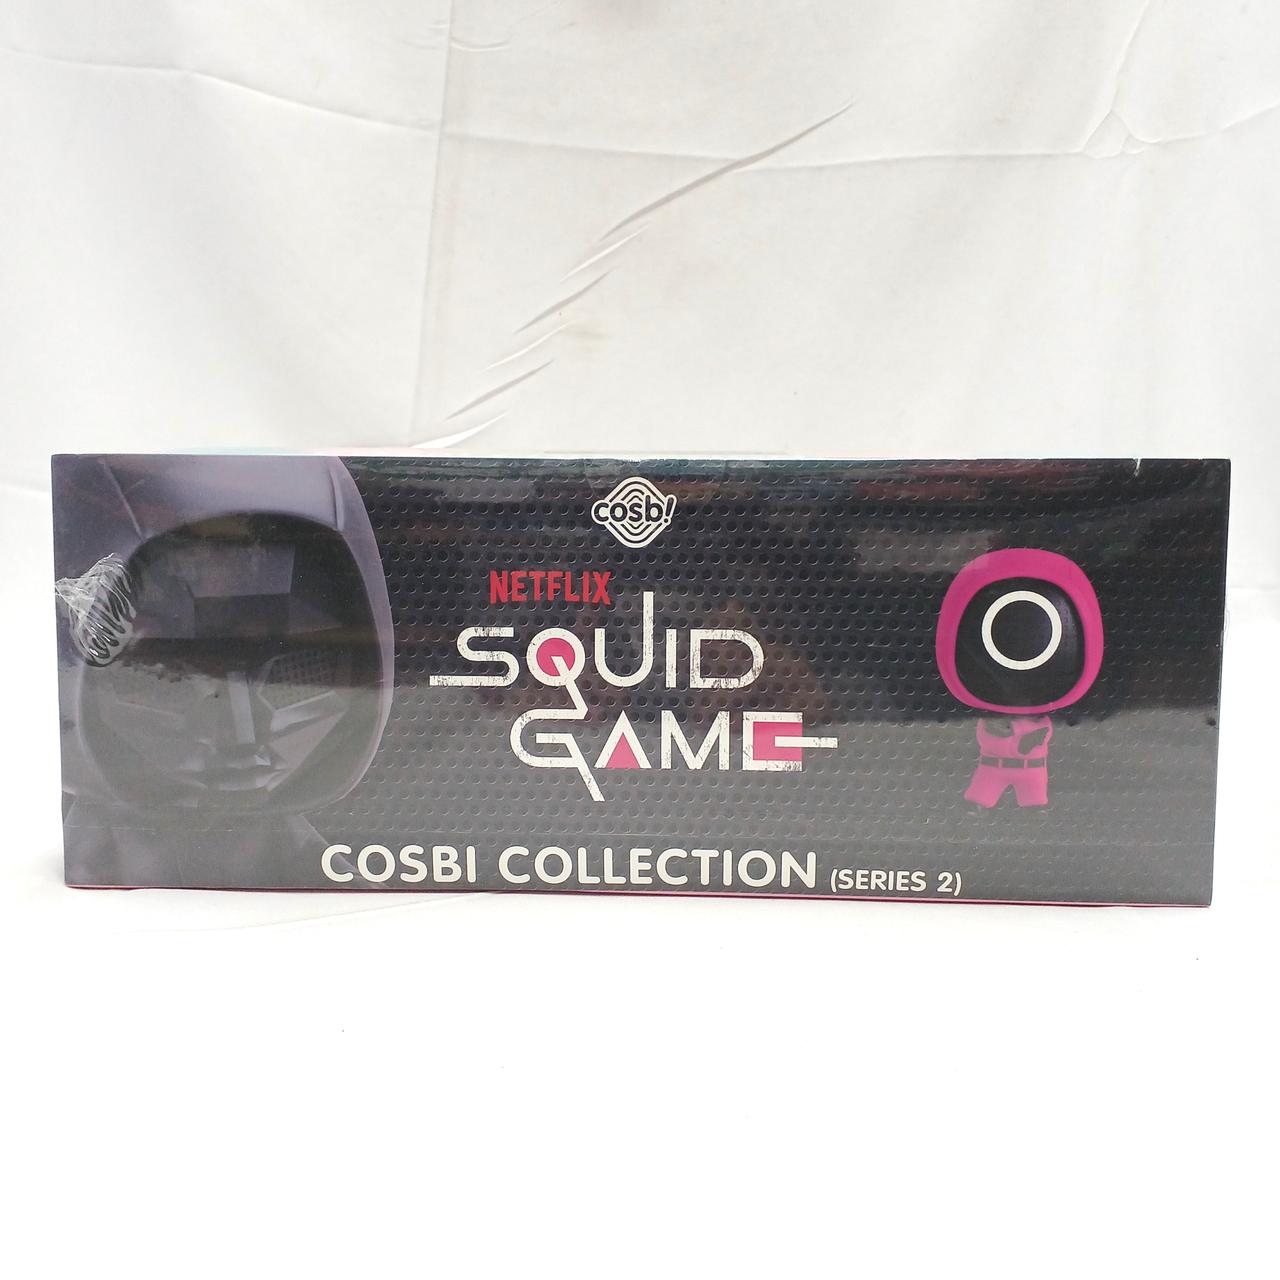 cosb!
NETFLIX
SQUID
GAME
COSBI COLLECTION (SERIES 2)